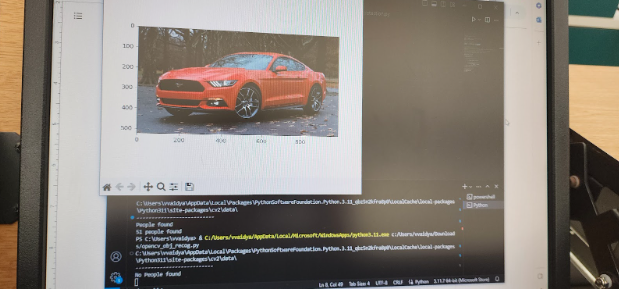 0
100
200
300
400
500
0 200 400 600 800
C:\Users\vvaidya\AppData\Local\Packages\PythonSoftwareFoundation.Python.3.11_qbz5n2kfra8p0\LocalCache\local-packages
\Python311\site-packages\cv2\data\
People found
51 people found
PS C:\Users\vvaidya> & C:/Users/vvaidya/AppData/Local/Microsoft/WindowsApps/python3.11.exe c:/Users/vvaidya/Download
s/opencv_obj_recog.py
C:\Users\vvaidya\AppData\Local\Packages\PythonSoftwareFoundation.Python.3.11_qbz5n2kfra8p0\LocalCache\local-packages
\Python311\site-packages\cv2\data\
No People found
powershell
Python
Ln 8, Col 49 Tab Size: 4 UTF-8 CRLF Python 3.11.7 64-bit (Microsoft Store)